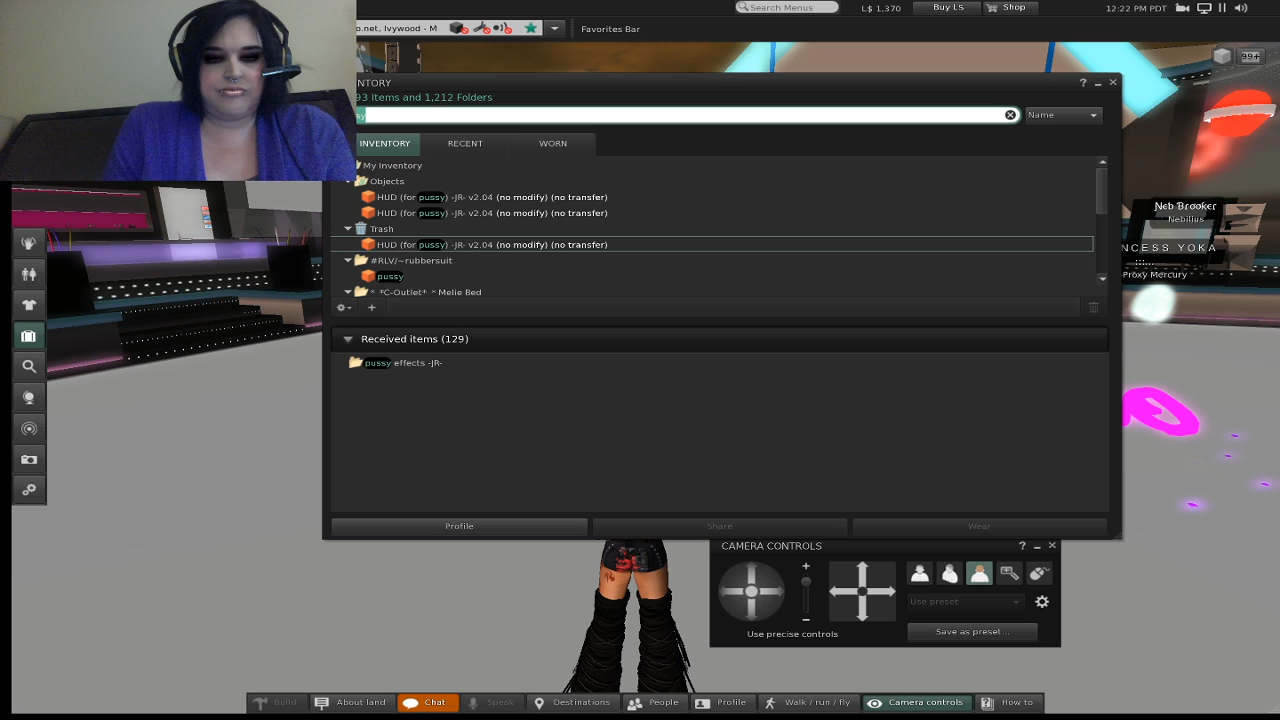 Search Menus
L$ 1,370
Buy L$
Shop
12:22 PM PDT
o.net, Ivywood - M
Favorites Bar
99+
NTORY
93 Items and 1,212 Folders
Name
INVENTORY
RECENT
WORN
My Inventory
Objects
HUD (for pussy) -JR- v2.04 (no modify) (no transfer)
HUD (for pussy) -JR- v2.04 (no modify) (no transfer)
Trash
HUD (for pussy) -JR- v2.04 (no modify) (no transfer)
#RLV/~rubbersuit
pussy
* *C-Outlet* * Melie Bed
Neb Brooker
Nebilius
NCESS YOKA
Proxy Mercury
Received items (129)
pussy effects -JR-
Profile
Share
Wear
CAMERA CONTROLS
Use preset
Use precise controls
Save as preset...
Build
About land
Chat
Speak
Destinations
People
Profile
Walk / run / fly
Camera controls
How to